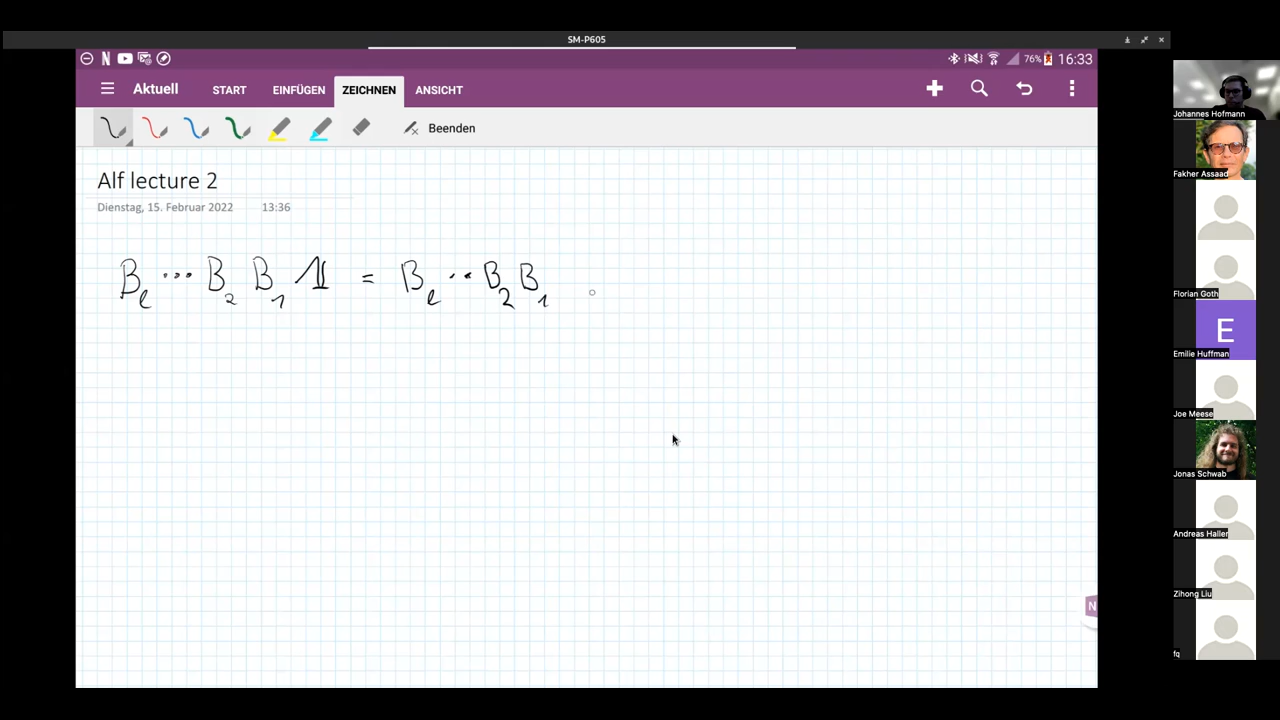 SM-P605
76% 16:33
Aktuell START EINFÜGEN ZEICHNEN ANSICHT
Beenden
Alf lecture 2
Dienstag, 15. Februar 2022 13:36
B_l ... B_2 B_1 𝟙 = B_l .. B_2 B_1
N
Johannes Hofmann
Fakher Assaad
Florian Goth
E
Emilie Huffman
Joe Meese
Jonas Schwab
Andreas Haller
Zihong Liu
fq